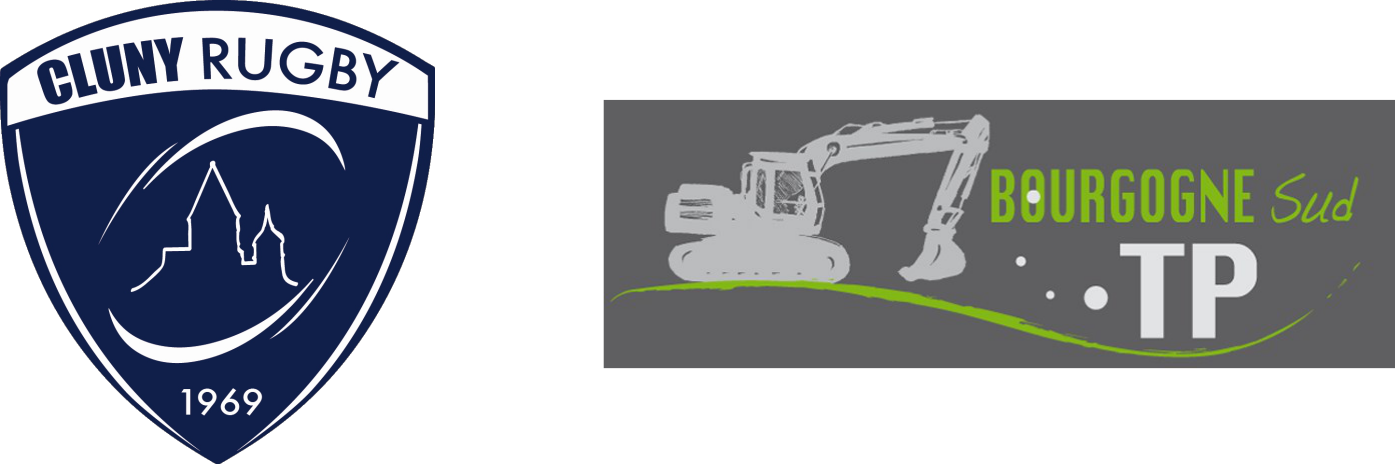 CLUNY RUGBY
1969
BOURGOGNE Sud
TP